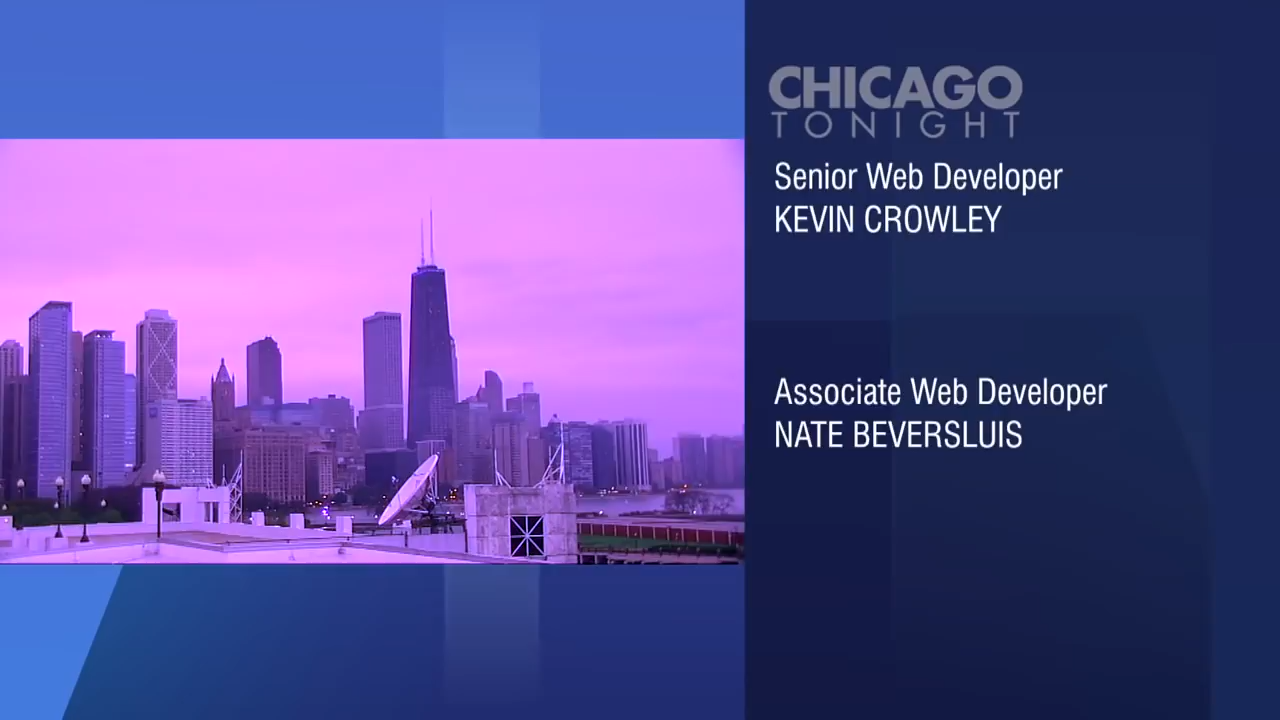 CHICAGO
TONIGHT
Senior Web Developer
KEVIN CROWLEY
Associate Web Developer
NATE BEVERSLUIS